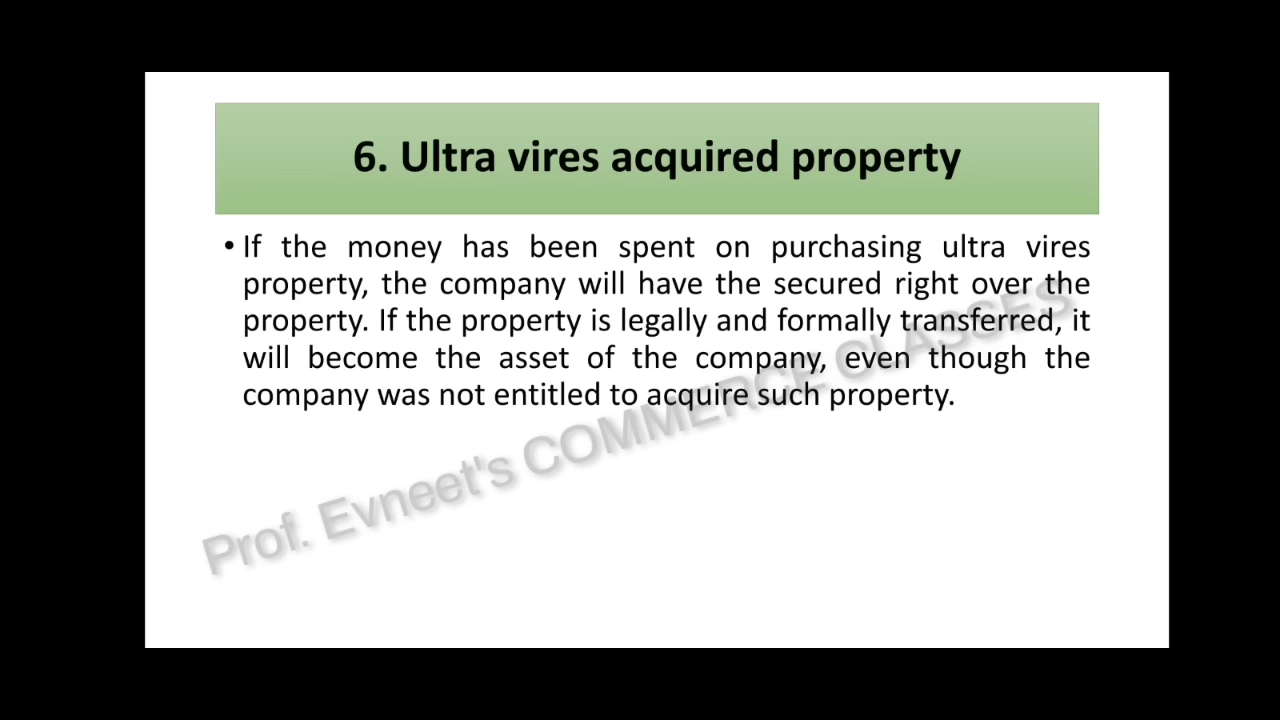 6. Ultra vires acquired property
• If the money has been spent on purchasing ultra vires
property, the company will have the secured right over the
property. If the property is legally and formally transferred, it
will become the asset of the company, even though the
company was not entitled to acquire such property.
Prof. Evneet's COMMERCE CLASSES